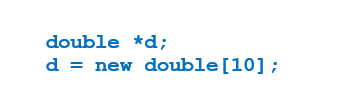 double *d;
d = new double[10];